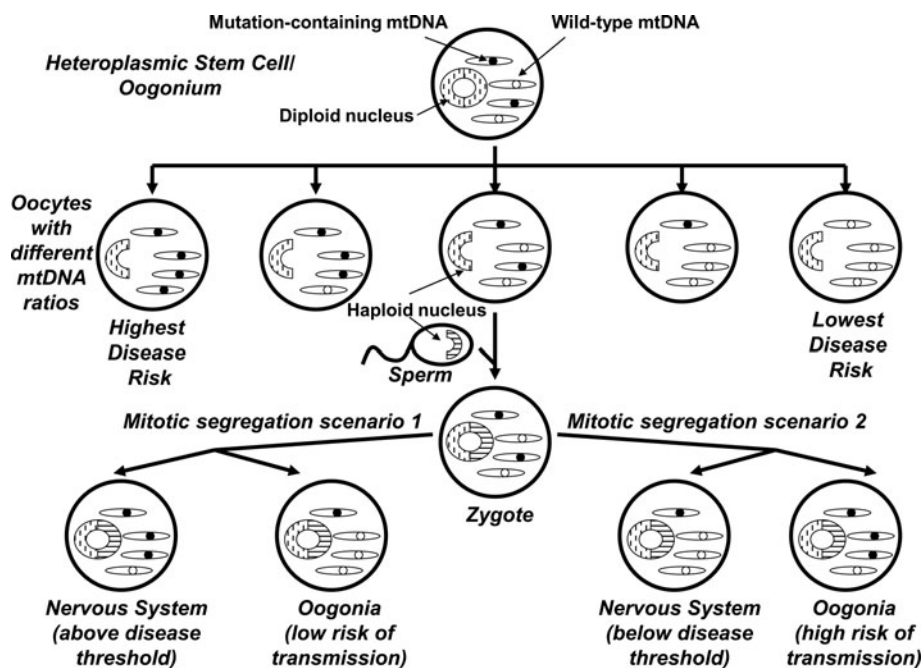 Mutation-containing mtDNA
Wild-type mtDNA
Heteroplasmic Stem Cell/
Oogonium
Diploid nucleus
Oocytes
with
different
mtDNA
ratios
Haploid nucleus
Highest
Disease
Risk
Lowest
Disease
Risk
Sperm
Mitotic segregation scenario 1
Mitotic segregation scenario 2
Zygote
Nervous System
(above disease
threshold)
Oogonia
(low risk of
transmission)
Nervous System
(below disease
threshold)
Oogonia
(high risk of
transmission)